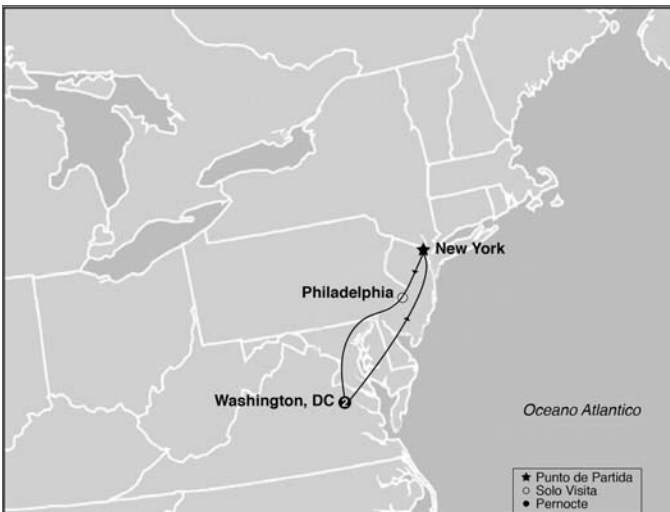 New York
Philadelphia
Washington, DC 2
Oceano Atlantico
Punto de Partida
Solo Visita
Pernocte